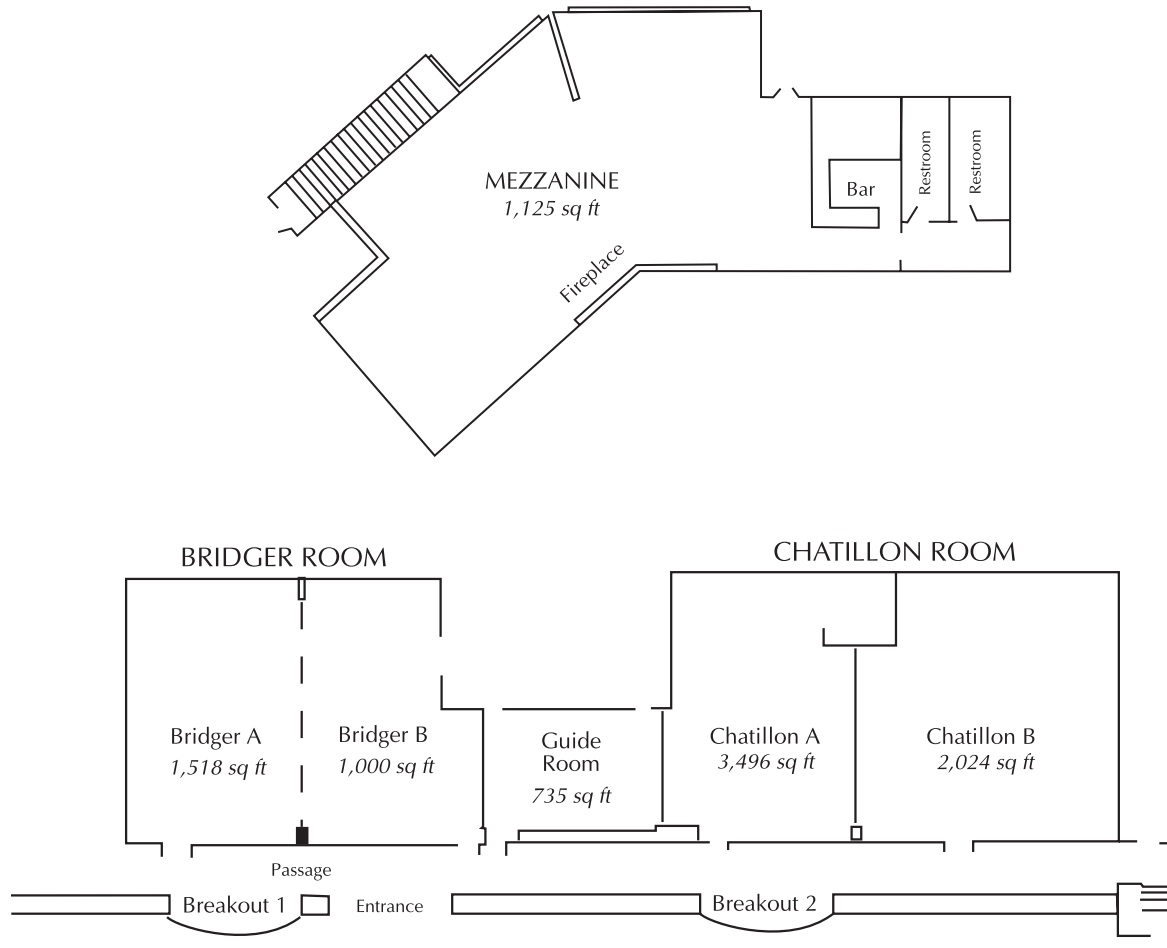 MEZZANINE
1,125 sq ft
Restroom
Restroom
Bar
Fireplace
BRIDGER ROOM
CHATILLON ROOM
Bridger A
1,518 sq ft
Bridger B
1,000 sq ft
Guide
Room
735 sq ft
Chatillon A
3,496 sq ft
Chatillon B
2,024 sq ft
Passage
Breakout 1
Entrance
Breakout 2